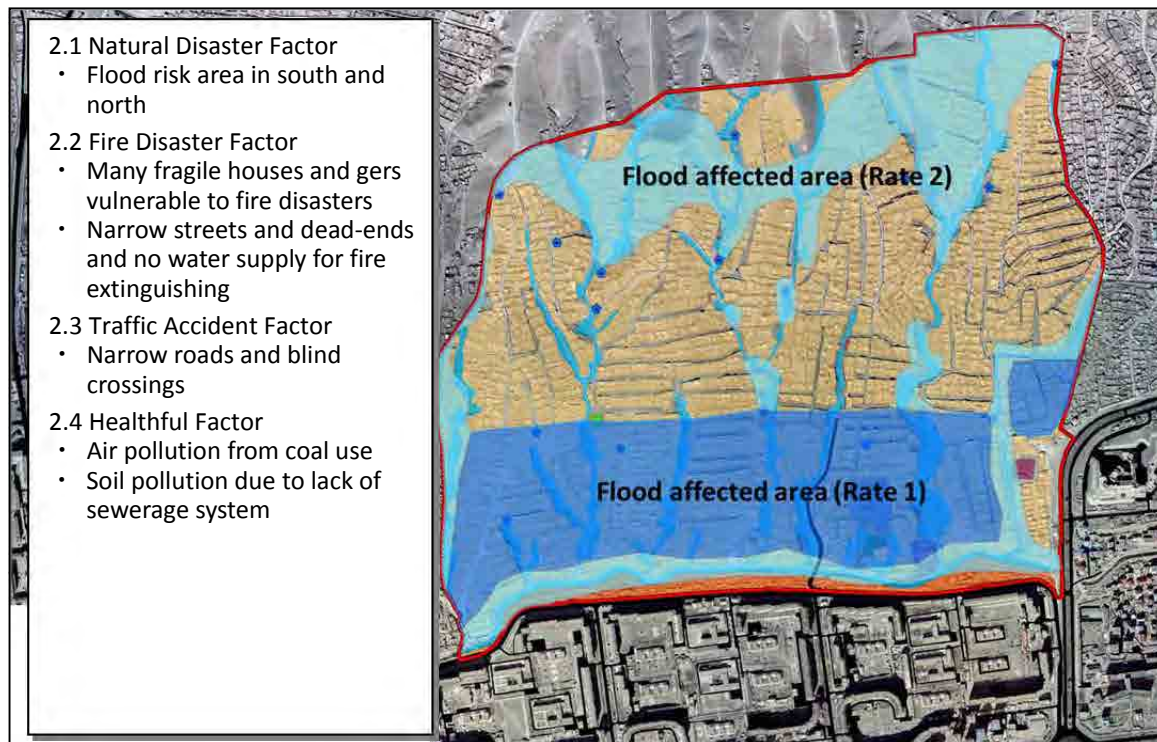 2.1 Natural Disaster Factor
· Flood risk area in south and
north
2.2 Fire Disaster Factor
· Many fragile houses and gers
vulnerable to fire disasters
· Narrow streets and dead-ends
and no water supply for fire
extinguishing
2.3 Traffic Accident Factor
· Narrow roads and blind
crossings
2.4 Healthful Factor
· Air pollution from coal use
· Soil pollution due to lack of
sewerage system
Flood affected area (Rate 2)
Flood affected area (Rate 1)